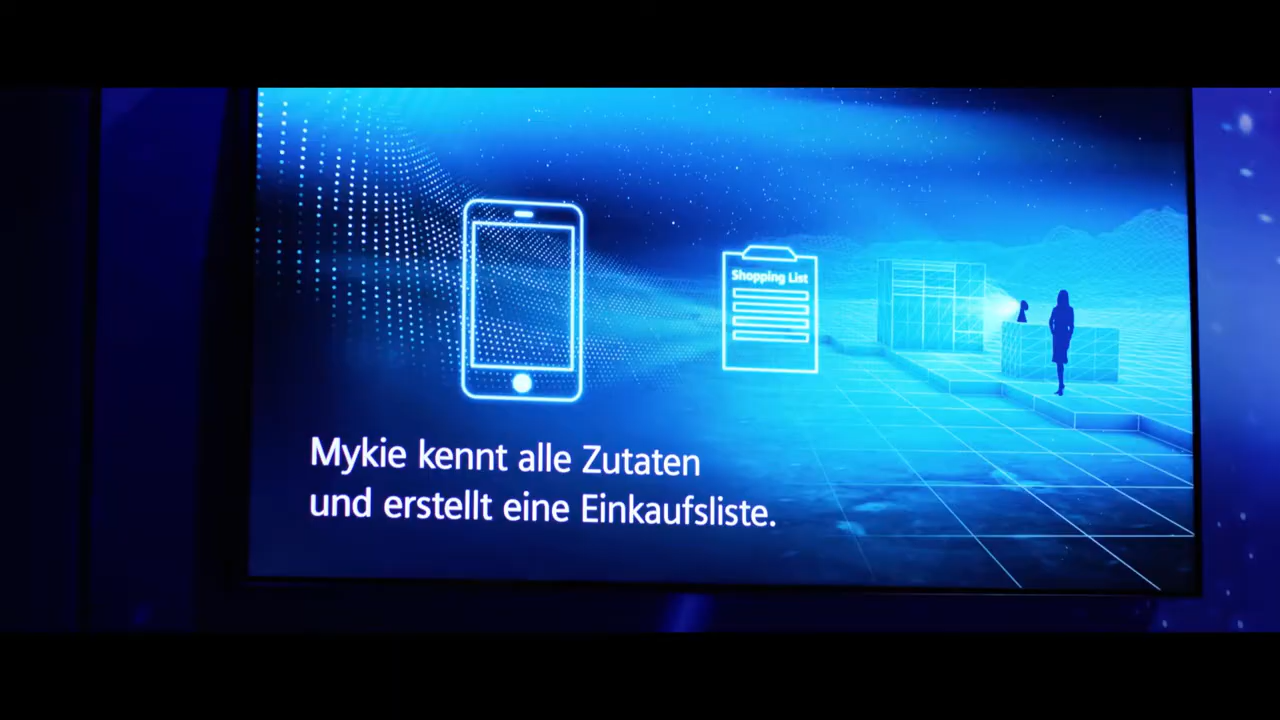 Shopping List
Mykie kennt alle Zutaten
und erstellt eine Einkaufsliste.